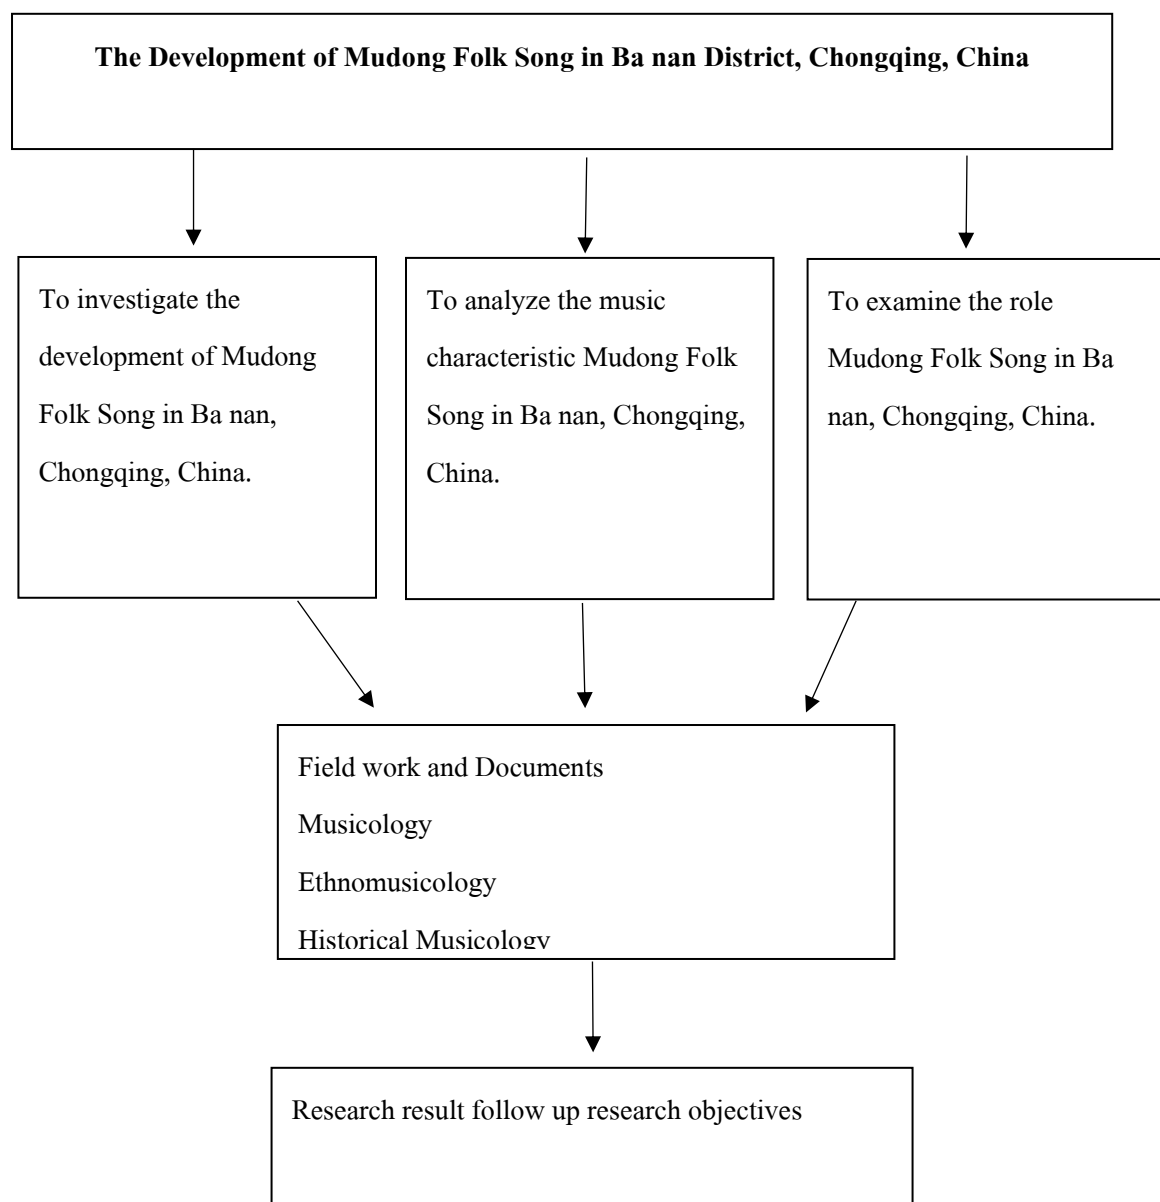 The Development of Mudong Folk Song in Ba nan District, Chongqing, China
To investigate the
development of Mudong
Folk Song in Ba nan,
Chongqing, China.
To analyze the music
characteristic Mudong Folk
Song in Ba nan, Chongqing,
China.
To examine the role
Mudong Folk Song in Ba
nan, Chongqing, China.
Field work and Documents
Musicology
Ethnomusicology
Historical Musicology
Research result follow up research objectives